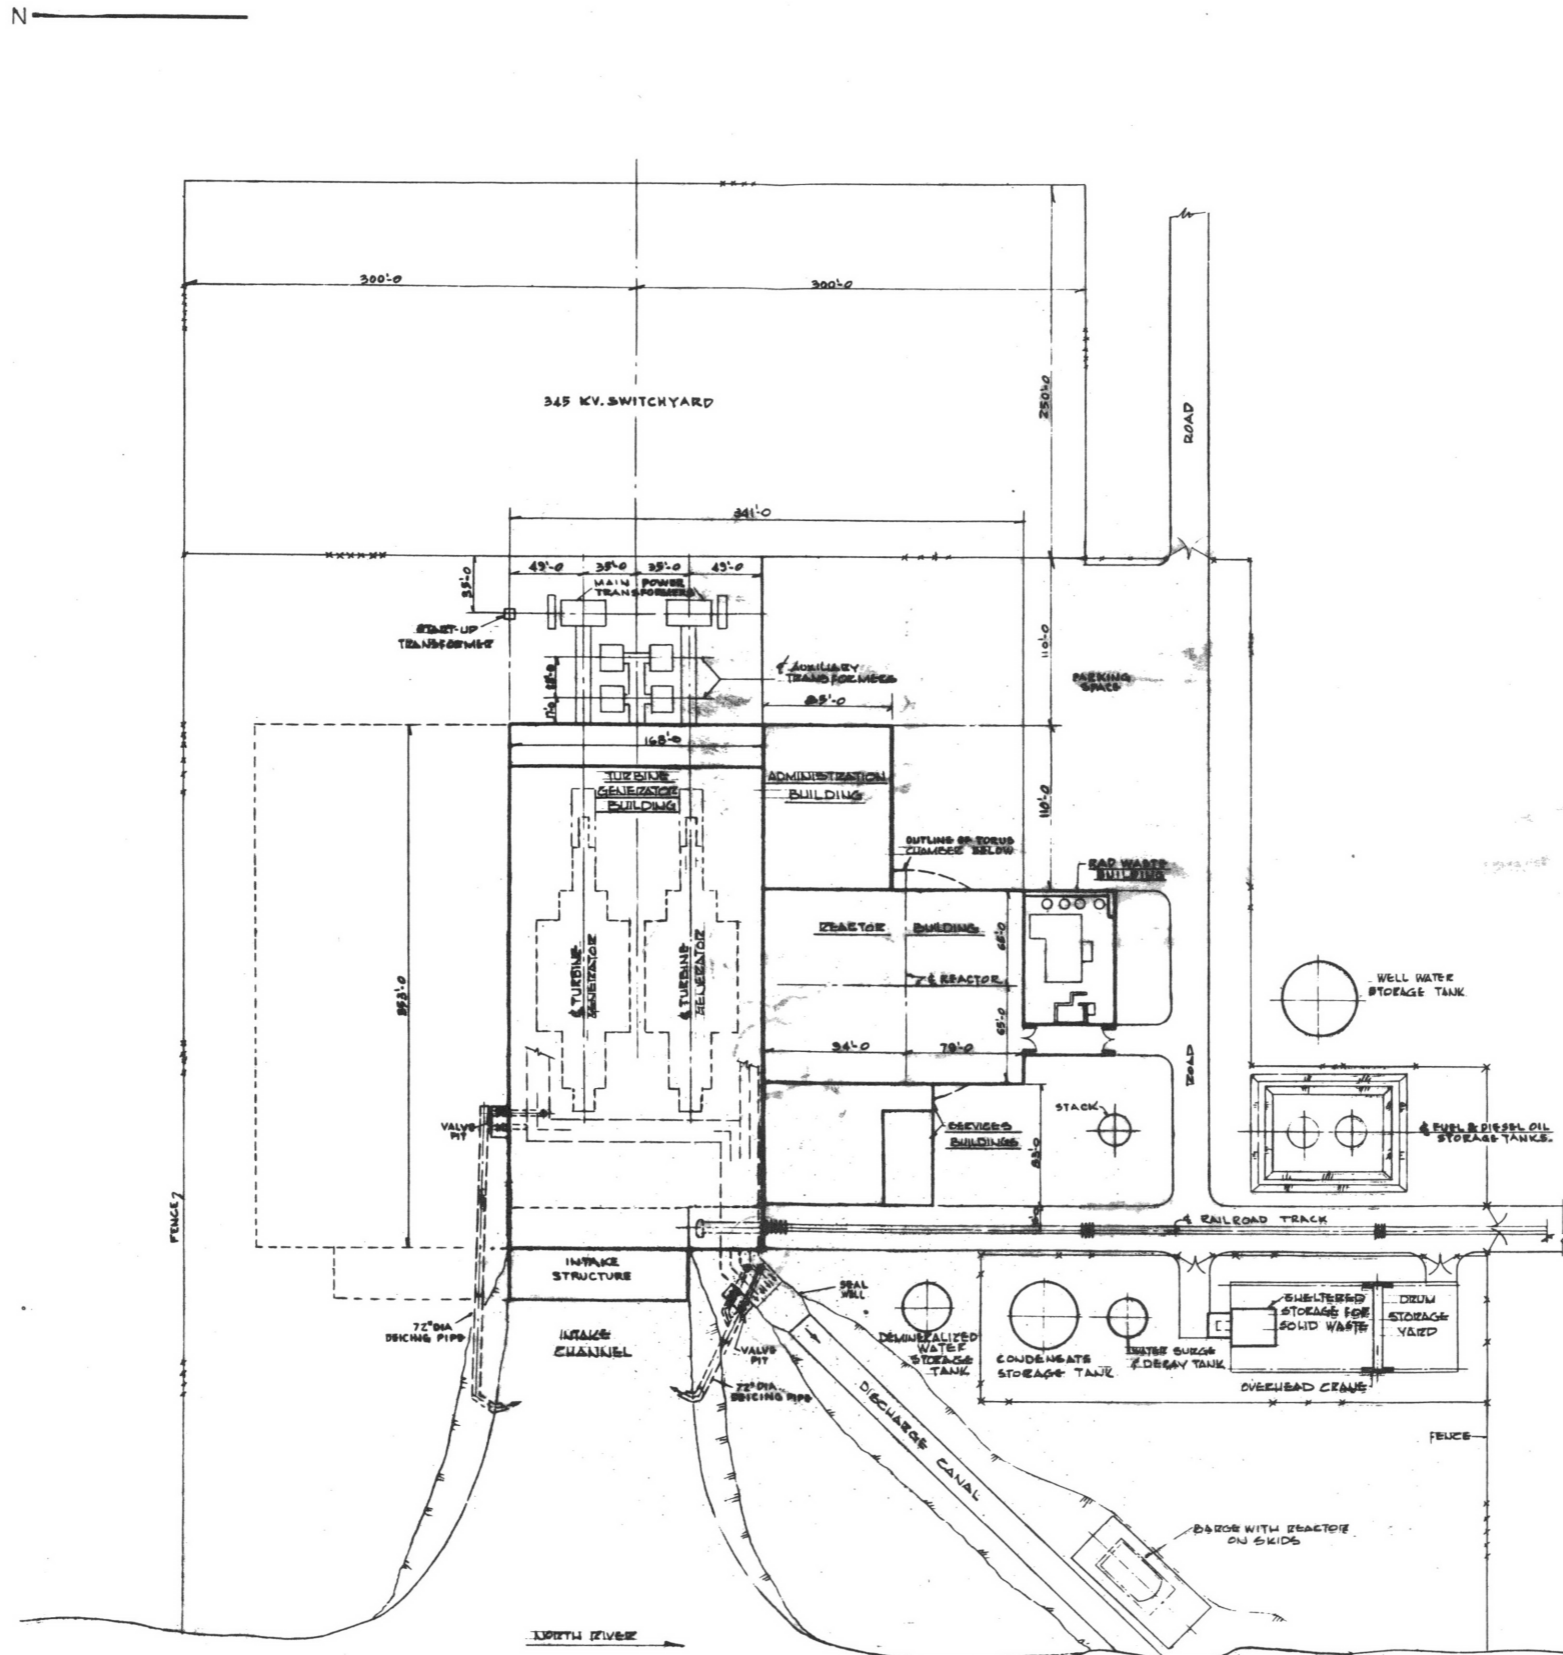 N
300'-0
300'-0
345 KV. SWITCHYARD
250'-0
ROAD
341'-0
49'-0
35'-0
35'-0
49'-0
35'-0
MAIN POWER
TRANSFORMERS
START-UP
TRANSFORMER
¢ AUXILIARY
TRANSFORMERS
110'-0
PARKING
SPACE
85'-0
168'-0
TURBINE
GENERATOR
BUILDING
ADMINISTRATION
BUILDING
110'-0
OUTLINE OF TORUS
CHAMBER BELOW
RAD WASTE
BUILDING
REACTOR BUILDING
65'-0
¢ TURBINE
GENERATOR
¢ TURBINE
GENERATOR
¢ REACTOR
WELL WATER
STORAGE TANK
353'-0
65'-0
94'-0
79'-0
ROAD
STACK
VALVE
PIT
SERVICES
BUILDINGS
83'-0
¢ FUEL & DIESEL OIL
STORAGE TANKS.
FENCE
¢ RAILROAD TRACK
INTAKE
STRUCTURE
SEAL
WELL
72" DIA
DEICING PIPE
INTAKE
CHANNEL
VALVE
PIT
72" DIA
DEICING PIPE
DEMINERALIZED
WATER
STORAGE
TANK
CONDENSATE
STORAGE TANK
WATER SURGE
& DECAY TANK
SHELTERED
STORAGE FOR
SOLID WASTE
DRUM
STORAGE
YARD
OVERHEAD CRANE
DISCHARGE CANAL
FENCE
BARGE WITH REACTOR
ON SKIDS
NORTH RIVER